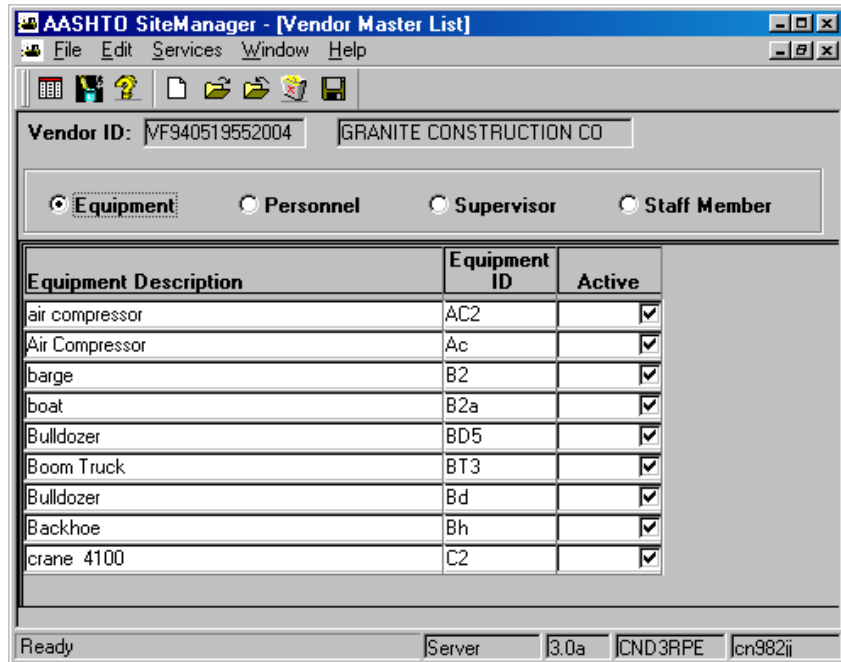 AASHTO SiteManager - [Vendor Master List]
File Edit Services Window Help
Vendor ID: VF940519552004 GRANITE CONSTRUCTION CO
Equipment Personnel Supervisor Staff Member
Equipment Description Equipment ID Active
air compressor AC2
Air Compressor Ac
barge B2
boat B2a
Bulldozer BD5
Boom Truck BT3
Bulldozer Bd
Backhoe Bh
crane 4100 C2
Ready Server 3.0a CND3RPE cn982jj